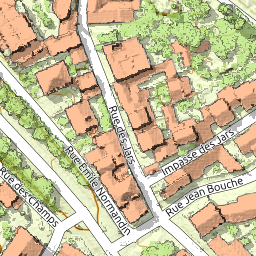 Rue des Jars
Impasse des Jars
Rue Jean Bouche
Rue Emile Normandin
Rue des Champs